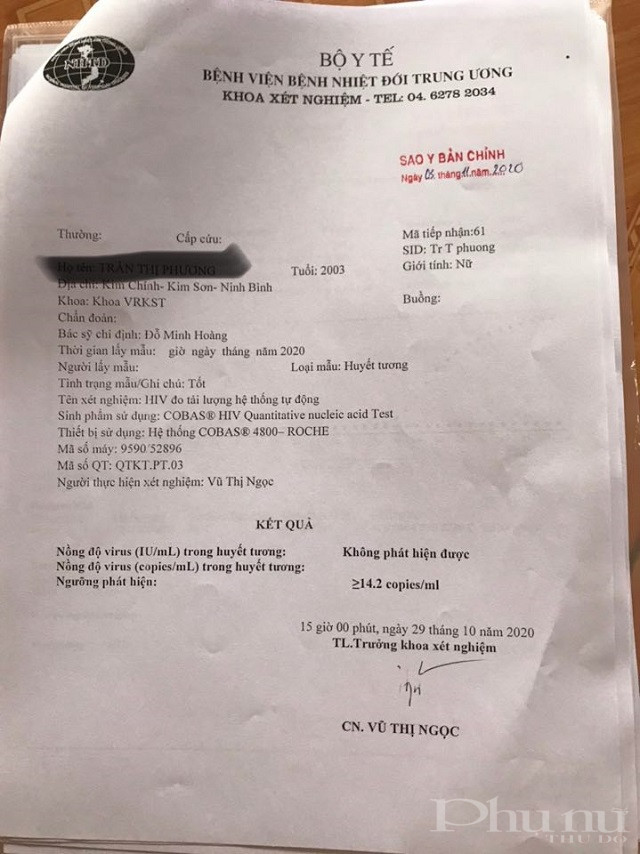 NHTD
BỘ Y TẾ
BỆNH VIỆN BỆNH NHIỆT ĐỚI TRUNG ƯƠNG
KHOA XÉT NGHIỆM - TEL: 04. 6278 2034
SAO Y BẢN CHÍNH
Ngày 05 tháng 11 năm 2020
Thường: Cấp cứu: Mã tiếp nhận:61
SID: Tr T phuong
Tuổi: 2003 Giới tính: Nữ
Địa chỉ: Kim Chính- Kim Sơn- Ninh Bình
Khoa: Khoa VRKST Buồng:
Chẩn đoán:
Bác sỹ chỉ định: Đỗ Minh Hoàng
Thời gian lấy mẫu: giờ ngày tháng năm 2020
Người lấy mẫu: Loại mẫu: Huyết tương
Tình trạng mẫu/Ghi chú: Tốt
Tên xét nghiệm: HIV đo tải lượng hệ thống tự động
Sinh phẩm sử dụng: COBAS® HIV Quantitative nucleic acid Test
Thiết bị sử dụng: Hệ thống COBAS® 4800– ROCHE
Mã số máy: 9590/52896
Mã số QT: QTKT.PT.03
Người thực hiện xét nghiệm: Vũ Thị Ngọc
KẾT QUẢ
Nồng độ virus (IU/mL) trong huyết tương: Không phát hiện được
Nồng độ virus (copies/mL) trong huyết tương:
Ngưỡng phát hiện: ≥14.2 copies/ml
15 giờ 00 phút, ngày 29 tháng 10 năm 2020
TL.Trưởng khoa xét nghiệm
CN. VŨ THỊ NGỌC
Phụ nữ
THỦ ĐÔ